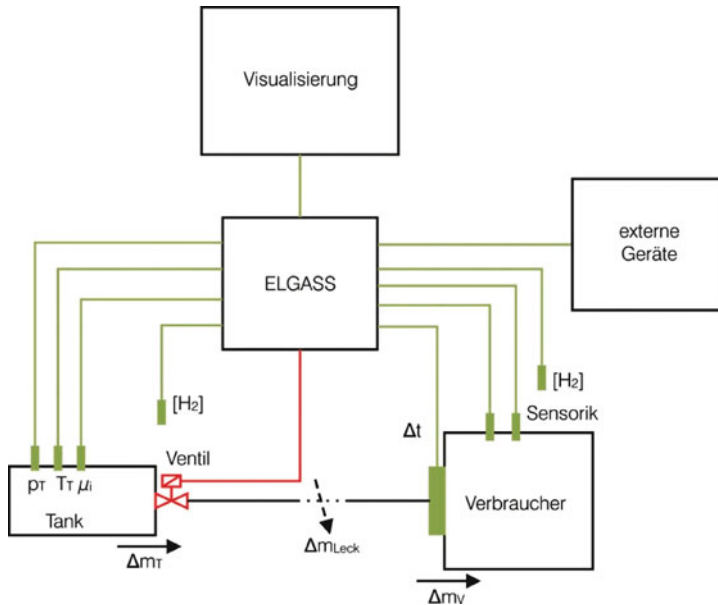 Visualisierung
externe
Geräte
ELGASS
[H₂]
[H₂]
Sensorik
Δt
Ventil
pT TT μi
Tank
Verbraucher
ΔmT
ΔmLeck
ΔmV